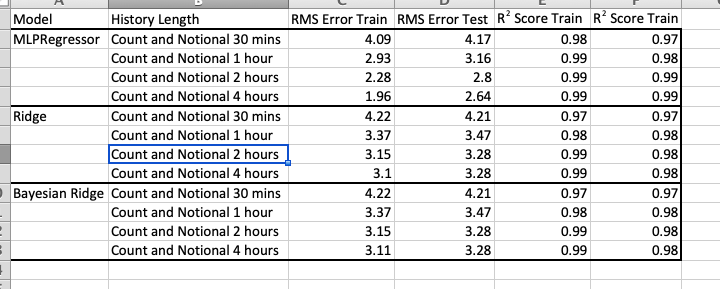 Model History Length RMS Error Train RMS Error Test R² Score Train R² Score Train
MLPRegressor Count and Notional 30 mins 4.09 4.17 0.98 0.97
Count and Notional 1 hour 2.93 3.16 0.99 0.98
Count and Notional 2 hours 2.28 2.8 0.99 0.99
Count and Notional 4 hours 1.96 2.64 0.99 0.99
Ridge Count and Notional 30 mins 4.22 4.21 0.97 0.97
Count and Notional 1 hour 3.37 3.47 0.98 0.98
Count and Notional 2 hours 3.15 3.28 0.99 0.98
Count and Notional 4 hours 3.1 3.28 0.99 0.98
Bayesian Ridge Count and Notional 30 mins 4.22 4.21 0.97 0.97
Count and Notional 1 hour 3.37 3.47 0.98 0.98
Count and Notional 2 hours 3.15 3.28 0.99 0.98
Count and Notional 4 hours 3.11 3.28 0.99 0.98